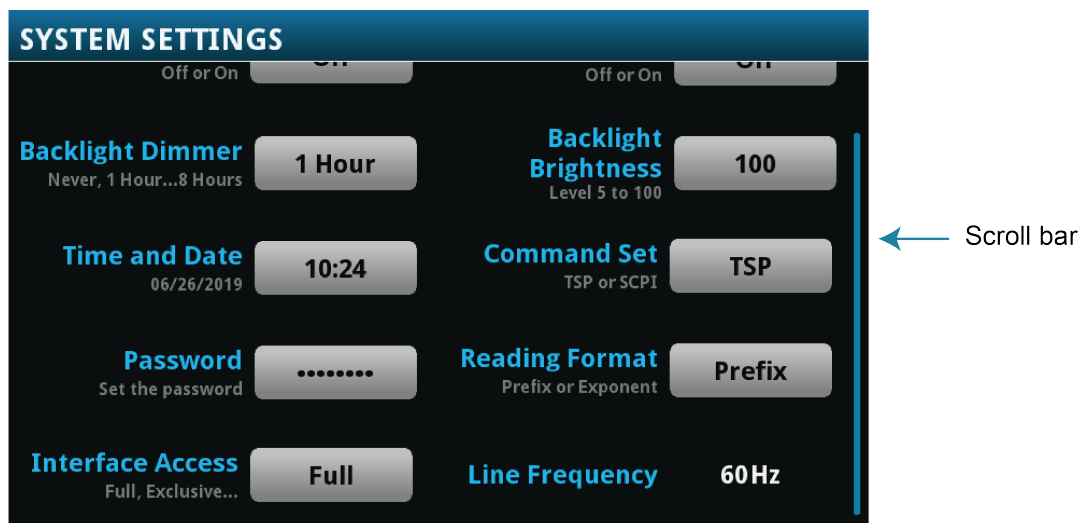 SYSTEM SETTINGS
Off or On
On
Off or On
Backlight Dimmer
Never, 1 Hour...8 Hours
1 Hour
Backlight
Brightness
Level 5 to 100
100
Time and Date
06/26/2019
10:24
Command Set
TSP or SCPI
TSP
Scroll bar
Password
Set the password
••••••••
Reading Format
Prefix or Exponent
Prefix
Interface Access
Full, Exclusive...
Full
Line Frequency
60Hz